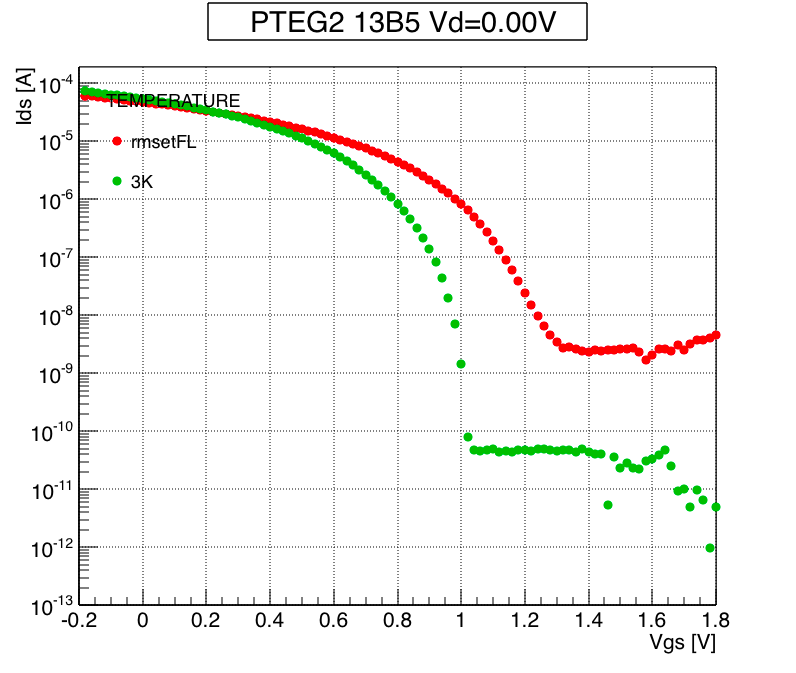 PTEG2 13B5 Vd=0.00V
Ids [A]
10^-4
10^-5
10^-6
10^-7
10^-8
10^-9
10^-10
10^-11
10^-12
10^-13
TEMPERATURE
rmsetFL
3K
-0.2 0 0.2 0.4 0.6 0.8 1 1.2 1.4 1.6 1.8
Vgs [V]